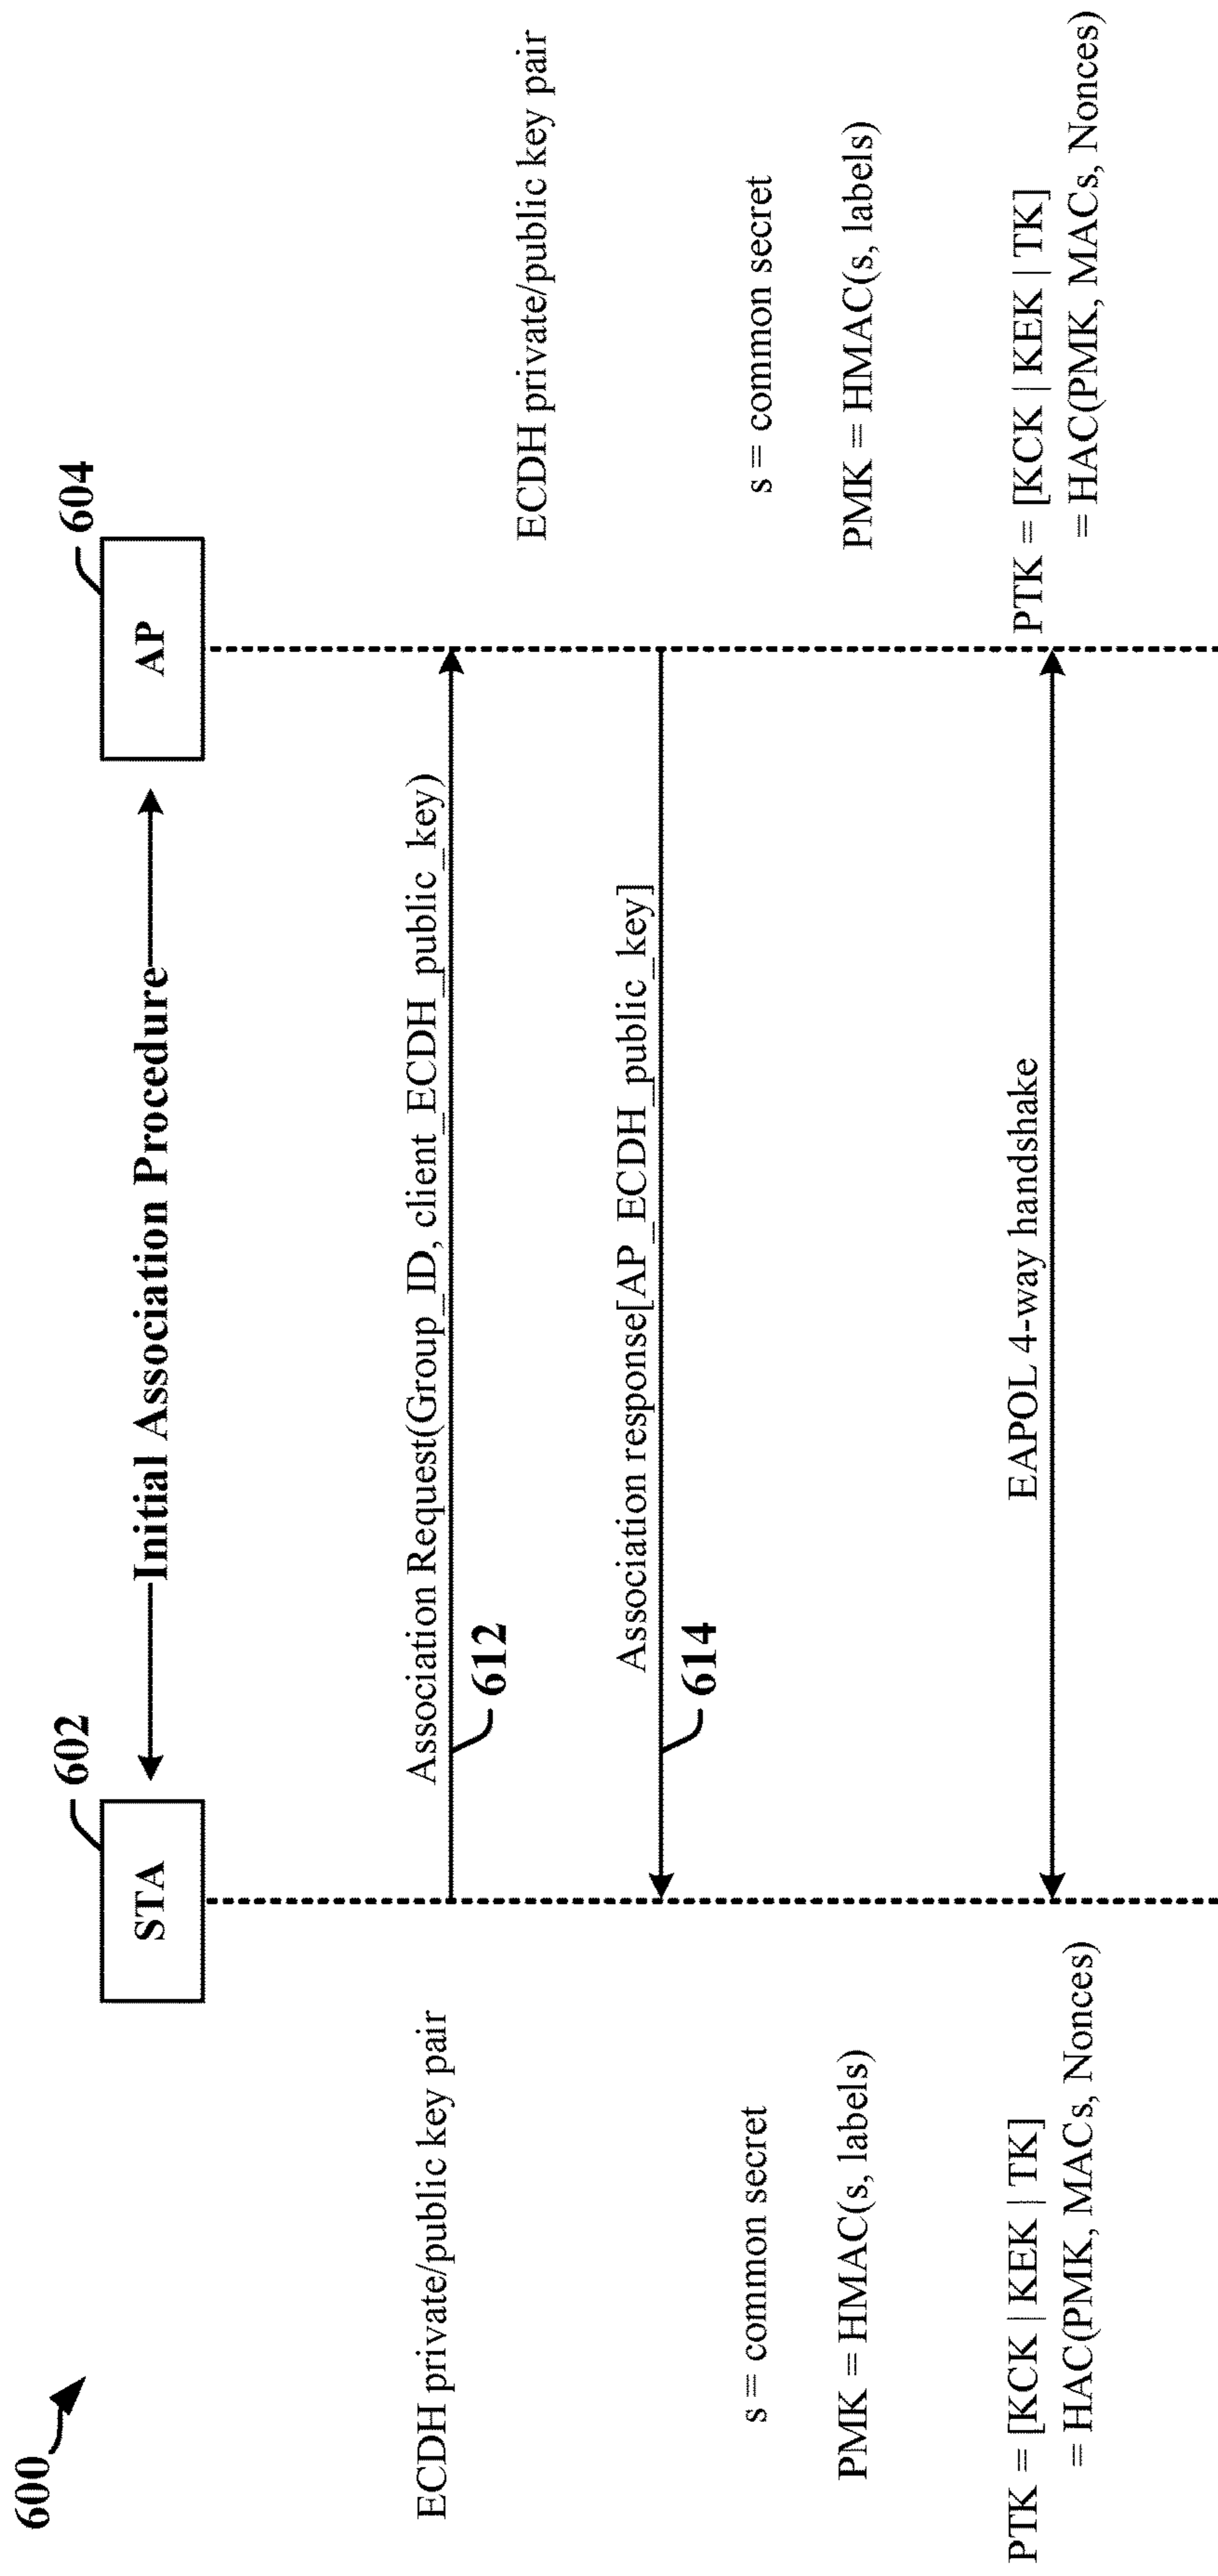 600
602
604
STA
Initial Association Procedure
AP
Association Request(Group_ID, client_ECDH_public_key)
ECDH private/public key pair
612
ECDH private/public key pair
Association response[AP_ECDH_public_key]
614
s = common secret
s = common secret
PMK = HMAC(s, labels)
PMK = HMAC(s, labels)
EAPOL 4-way handshake
PTK = [KCK | KEK | TK]
= HAC(PMK, MACs, Nonces)
PTK = [KCK | KEK | TK]
= HAC(PMK, MACs, Nonces)